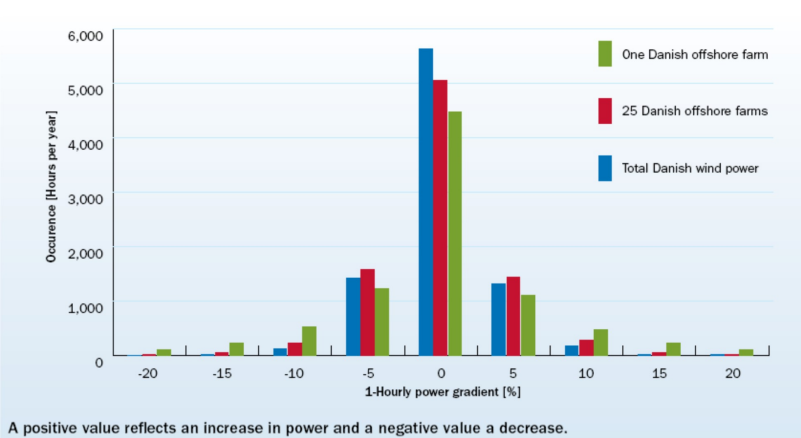 6,000
5,000
4,000
3,000
2,000
1,000
0
Occurence [Hours per year]
One Danish offshore farm
25 Danish offshore farms
Total Danish wind power
-20 -15 -10 -5 0 5 10 15 20
1-Hourly power gradient [%]
A positive value reflects an increase in power and a negative value a decrease.